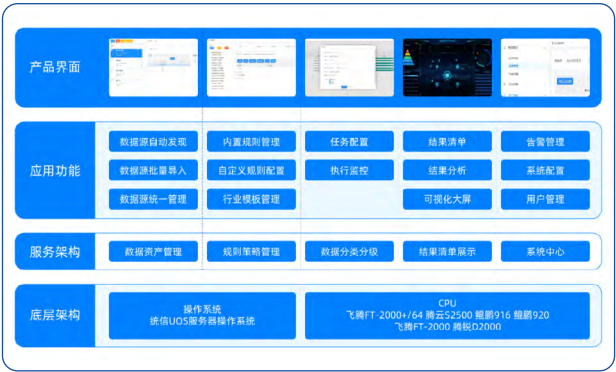 产品界面
应用功能
数据源自动发现 内置规则管理 任务配置 结果清单 告警管理
数据源批量导入 自定义规则配置 执行监控 结果分析 系统配置
数据源统一管理 行业模板管理 可视化大屏 用户管理
服务架构
数据资产管理 规则策略管理 数据分类分级 结果清单展示 系统中心
底层架构
操作系统
统信UOS服务器操作系统
CPU
飞腾FT-2000+/64 腾云S2500 鲲鹏916 鲲鹏920
飞腾FT-2000 腾锐D2000